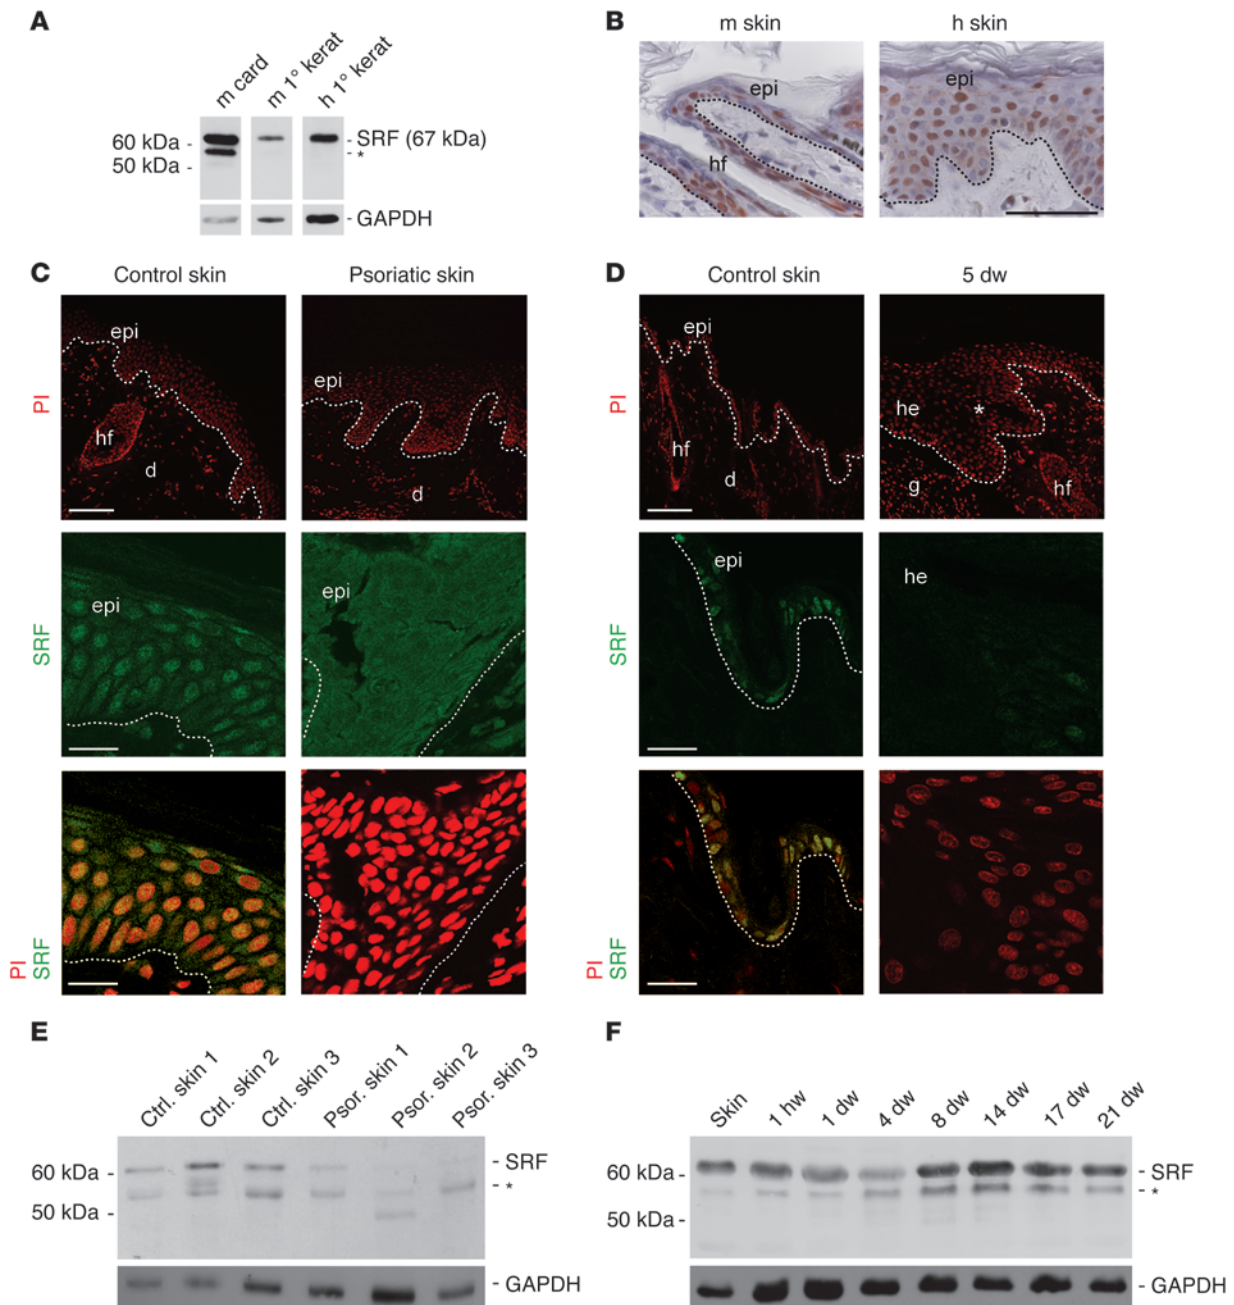 A
m card
m 1° kerat
h 1° kerat
60 kDa -
50 kDa -
- SRF (67 kDa)
- *
- GAPDH
B
m skin
h skin
epi
hf
epi
C
Control skin
Psoriatic skin
PI
epi
hf
d
epi
d
SRF
epi
epi
PI
SRF
D
Control skin
5 dw
PI
epi
hf
d
he
*
g
hf
SRF
epi
he
PI
SRF
E
Ctrl. skin 1
Ctrl. skin 2
Ctrl. skin 3
Psor. skin 1
Psor. skin 2
Psor. skin 3
60 kDa -
50 kDa -
- SRF
- *
- GAPDH
F
Skin
1 hw
1 dw
4 dw
8 dw
14 dw
17 dw
21 dw
60 kDa -
50 kDa -
- SRF
- *
- GAPDH